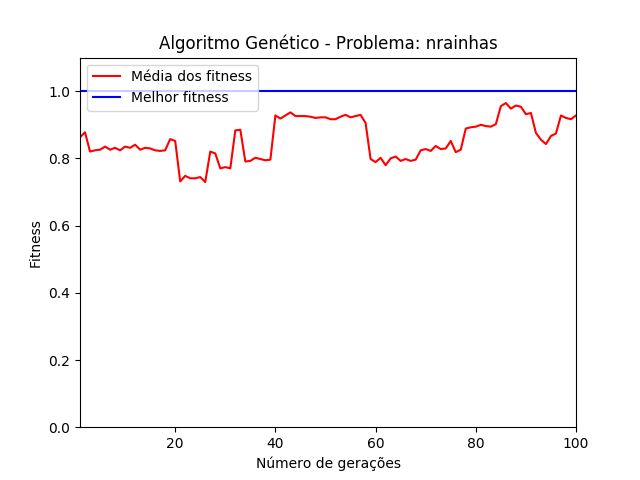 Algoritmo Genético - Problema: nrainhas
Média dos fitness
Melhor fitness
1.0
0.8
0.6
0.4
0.2
0.0
Fitness
20
40
60
80
100
Número de gerações